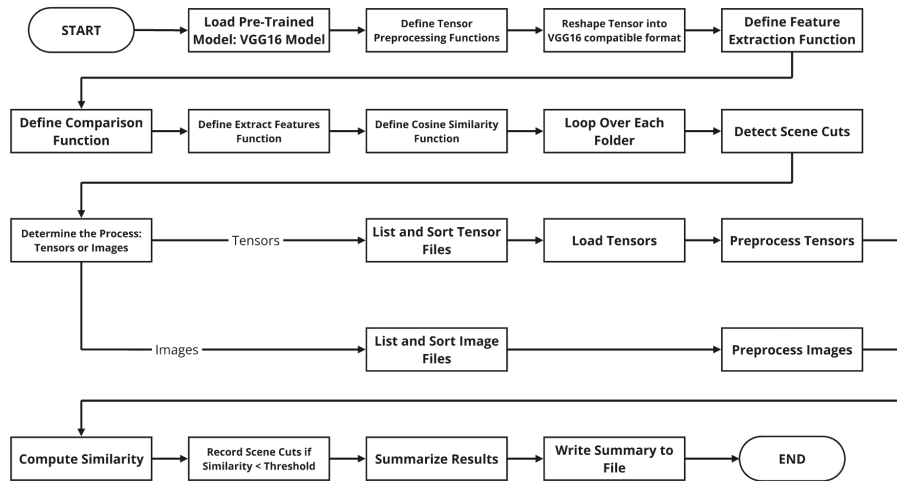 START
Load Pre-Trained
Model: VGG16 Model
Define Tensor
Preprocessing Functions
Reshape Tensor into
VGG16 compatible format
Define Feature
Extraction Function
Define Comparison
Function
Define Extract Features
Function
Define Cosine Similarity
Function
Loop Over Each
Folder
Detect Scene Cuts
Determine the Process:
Tensors or Images
Tensors
List and Sort Tensor
Files
Load Tensors
Preprocess Tensors
Images
List and Sort Image
Files
Preprocess Images
Compute Similarity
Record Scene Cuts if
Similarity < Threshold
Summarize Results
Write Summary to
File
END